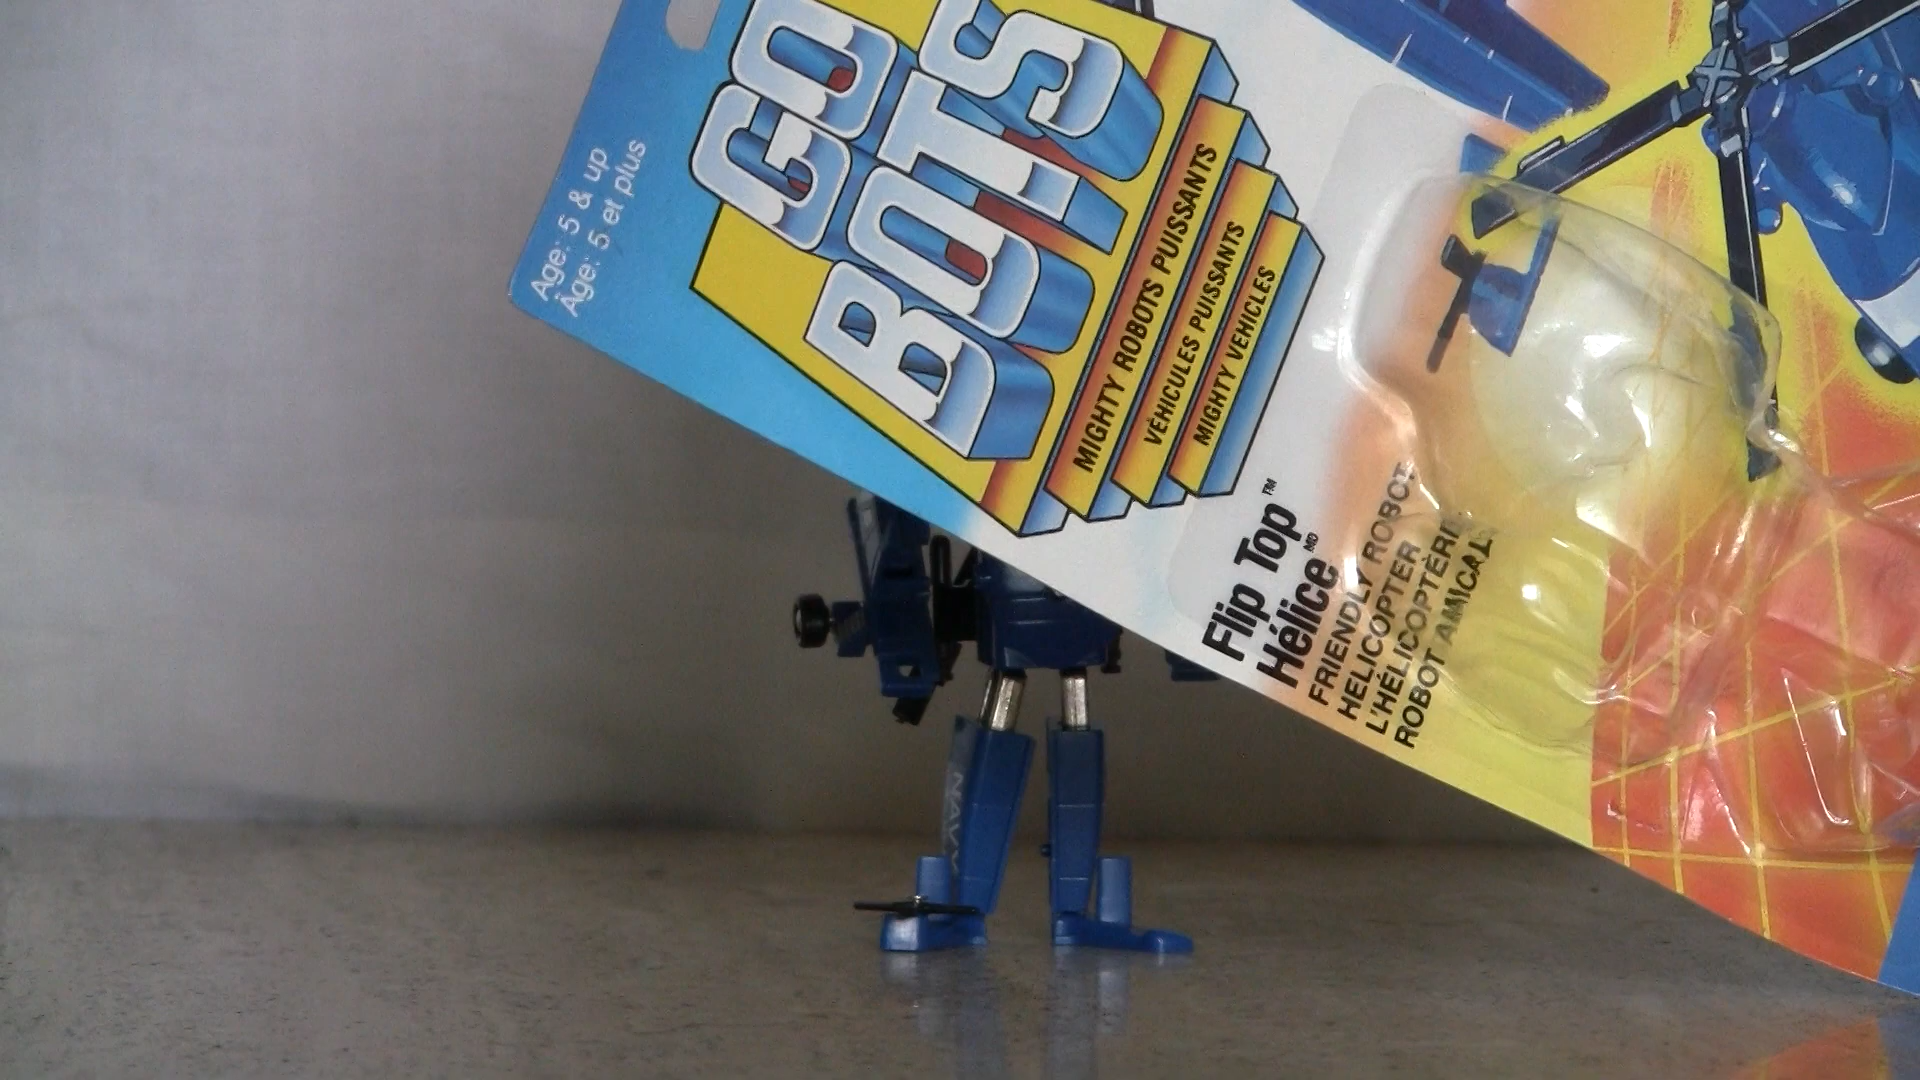 Age: 5 & up
Âge: 5 et plus
GO
BOTS
MIGHTY ROBOTS PUISSANTS
VÉHICULES PUISSANTS
MIGHTY VEHICLES
Flip Top™
Hélice MD
FRIENDLY ROBOT
HELICOPTER
L'HÉLICOPTÈRE
ROBOT AMICAL
NAVY